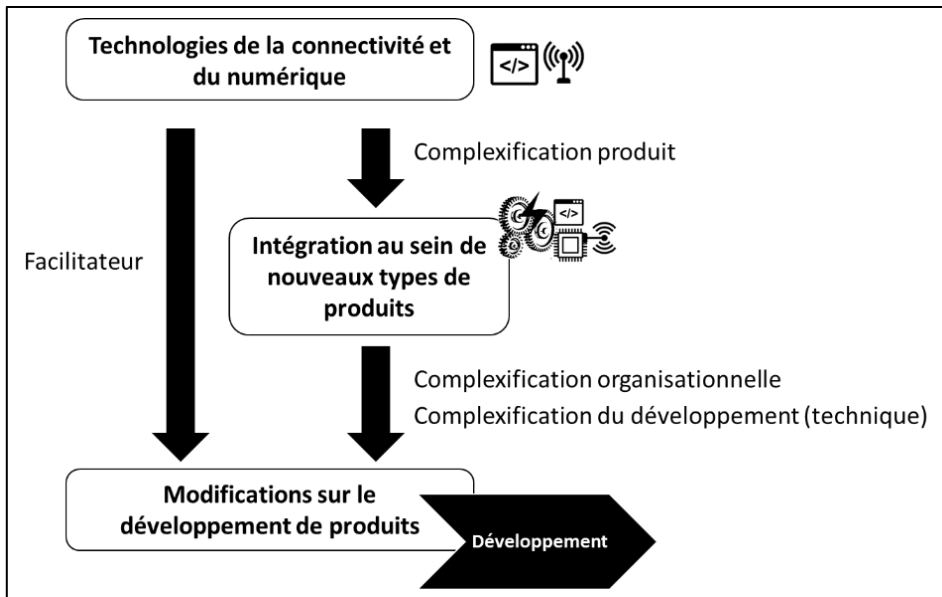 Technologies de la connectivité et
du numérique
</>
Complexification produit
</>
Facilitateur
Intégration au sein de
nouveaux types de
produits
Complexification organisationnelle
Complexification du développement (technique)
Modifications sur le
développement de produits
Développement